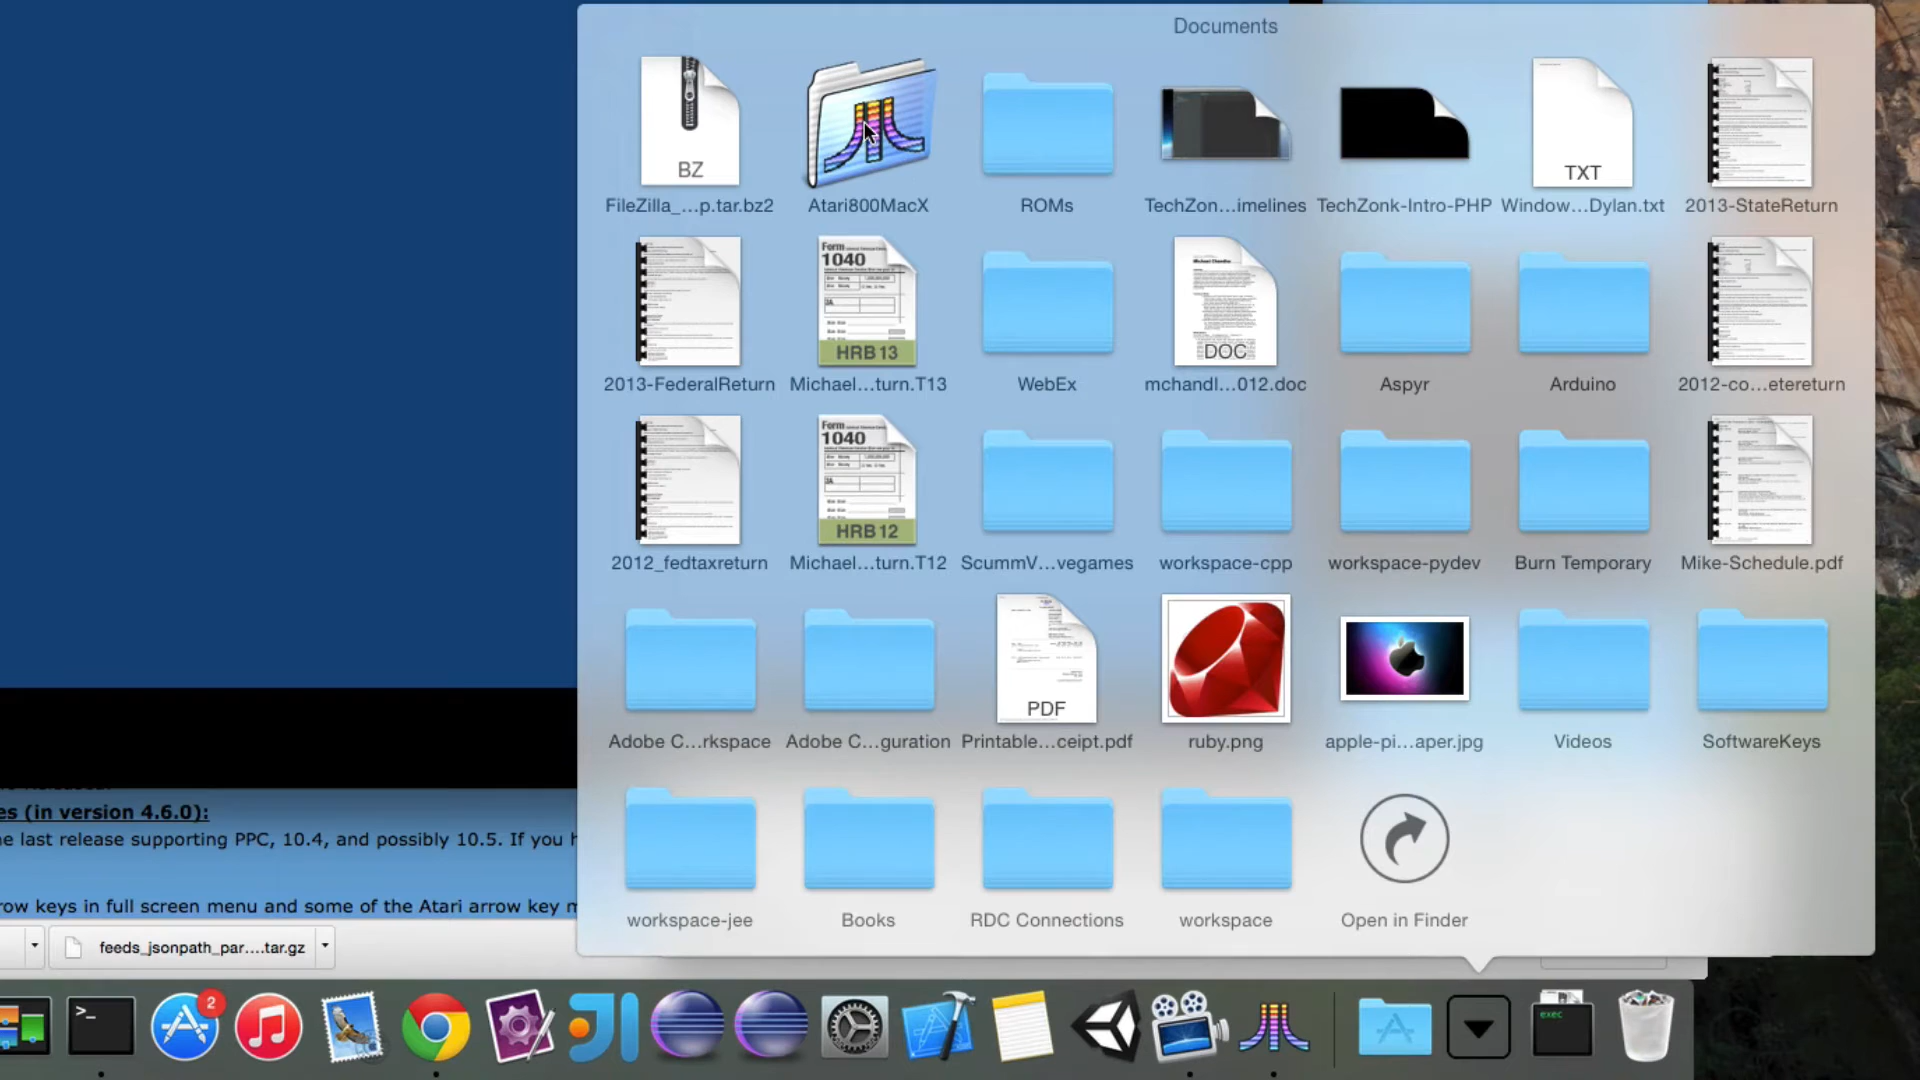 Documents
BZ
TXT
FileZilla_...p.tar.bz2
Atari800MacX
ROMs
TechZon...imelines
TechZonk-Intro-PHP
Window...Dylan.txt
2013-StateReturn
Form
1040
HRB13
DOC
2013-FederalReturn
Michael...turn.T13
WebEx
mchandl...012.doc
Aspyr
Arduino
2012-co...etereturn
Form
1040
HRB12
2012_fedtaxreturn
Michael...turn.T12
ScummV...vegames
workspace-cpp
workspace-pydev
Burn Temporary
Mike-Schedule.pdf
PDF
Adobe C...rkspace
Adobe C...guration
Printable...ceipt.pdf
ruby.png
apple-pi...aper.jpg
Videos
SoftwareKeys
workspace-jee
Books
RDC Connections
workspace
Open in Finder
es (in version 4.6.0):
ne last release supporting PPC, 10.4, and possibly 10.5. If you h
row keys in full screen menu and some of the Atari arrow key m
feeds_jsonpath_par....tar.gz
>_
2
exec